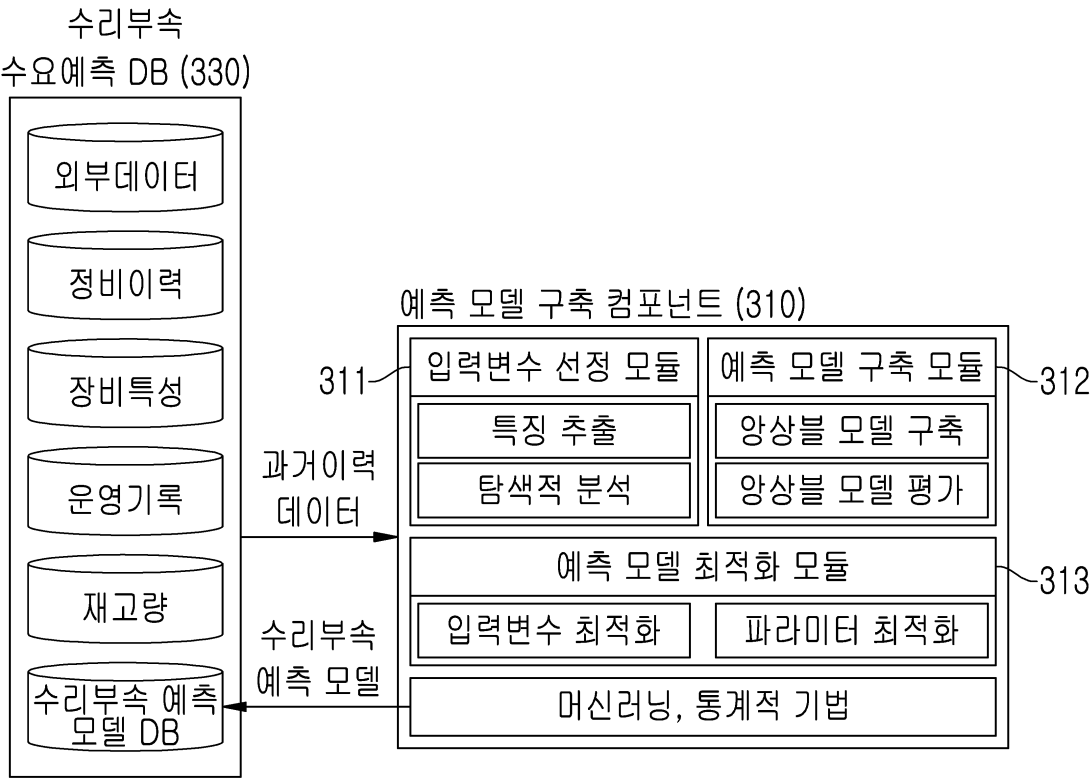 수리부속
수요예측 DB (330)
외부데이터
정비이력
장비특성
운영기록
재고량
수리부속 예측
모델 DB
과거이력
데이터
수리부속
예측 모델
예측 모델 구축 컴포넌트 (310)
311
입력변수 선정 모듈
특징 추출
탐색적 분석
예측 모델 구축 모듈
312
앙상블 모델 구축
앙상블 모델 평가
예측 모델 최적화 모듈
313
입력변수 최적화
파라미터 최적화
머신러닝, 통계적 기법